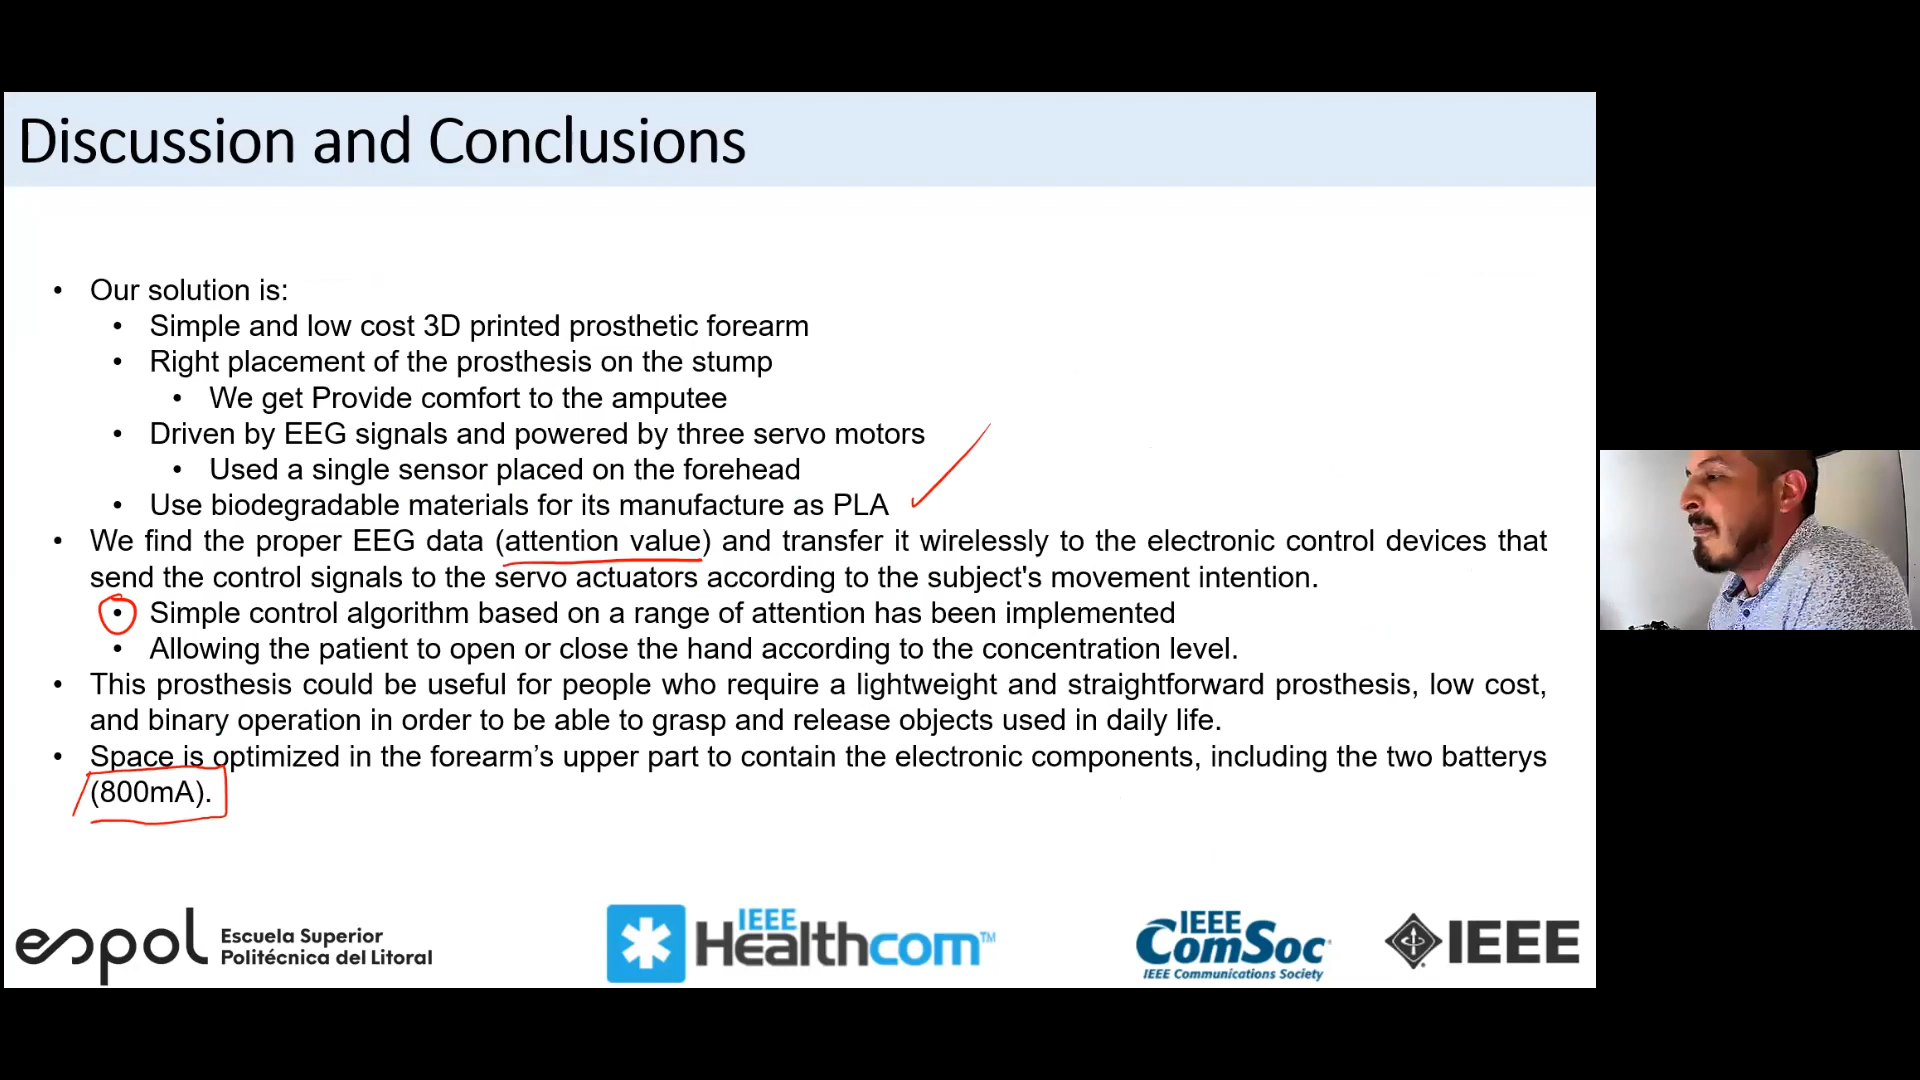 Discussion and Conclusions
• Our solution is:
• Simple and low cost 3D printed prosthetic forearm
• Right placement of the prosthesis on the stump
• We get Provide comfort to the amputee
• Driven by EEG signals and powered by three servo motors
• Used a single sensor placed on the forehead
• Use biodegradable materials for its manufacture as PLA
• We find the proper EEG data (attention value) and transfer it wirelessly to the electronic control devices that
send the control signals to the servo actuators according to the subject's movement intention.
• Simple control algorithm based on a range of attention has been implemented
• Allowing the patient to open or close the hand according to the concentration level.
• This prosthesis could be useful for people who require a lightweight and straightforward prosthesis, low cost,
and binary operation in order to be able to grasp and release objects used in daily life.
• Space is optimized in the forearm’s upper part to contain the electronic components, including the two batterys
(800mA).
espol Escuela Superior
Politécnica del Litoral
IEEE
Healthcom™
IEEE
ComSoc
IEEE Communications Society
IEEE